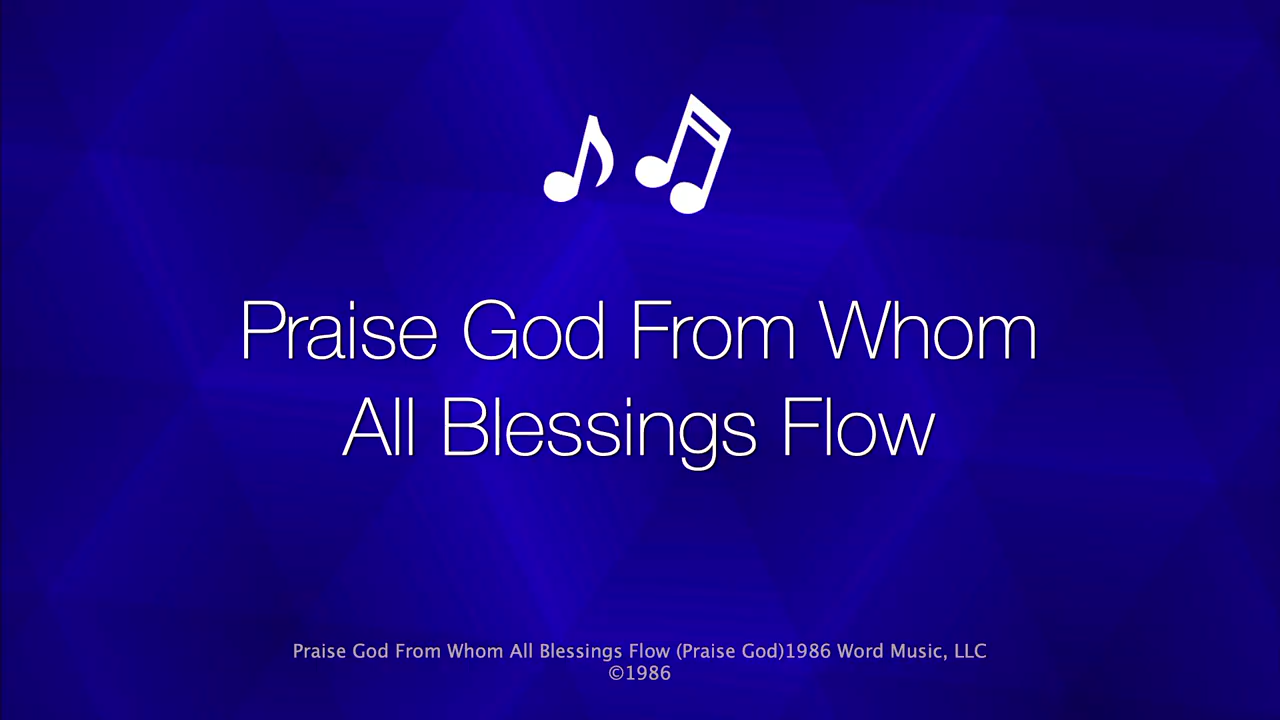 Praise God From Whom
All Blessings Flow
Praise God From Whom All Blessings Flow (Praise God)1986 Word Music, LLC
©1986